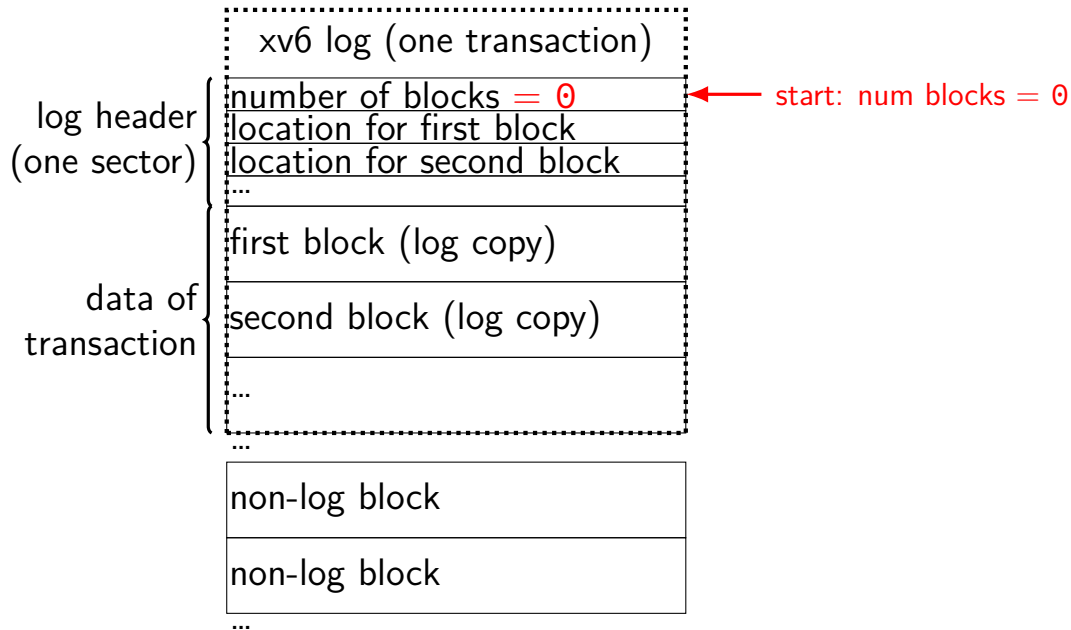 xv6 log (one transaction)
log header
(one sector)
number of blocks = 0
start: num blocks = 0
location for first block
location for second block
...
data of
transaction
first block (log copy)
second block (log copy)
...
...
non-log block
non-log block
...